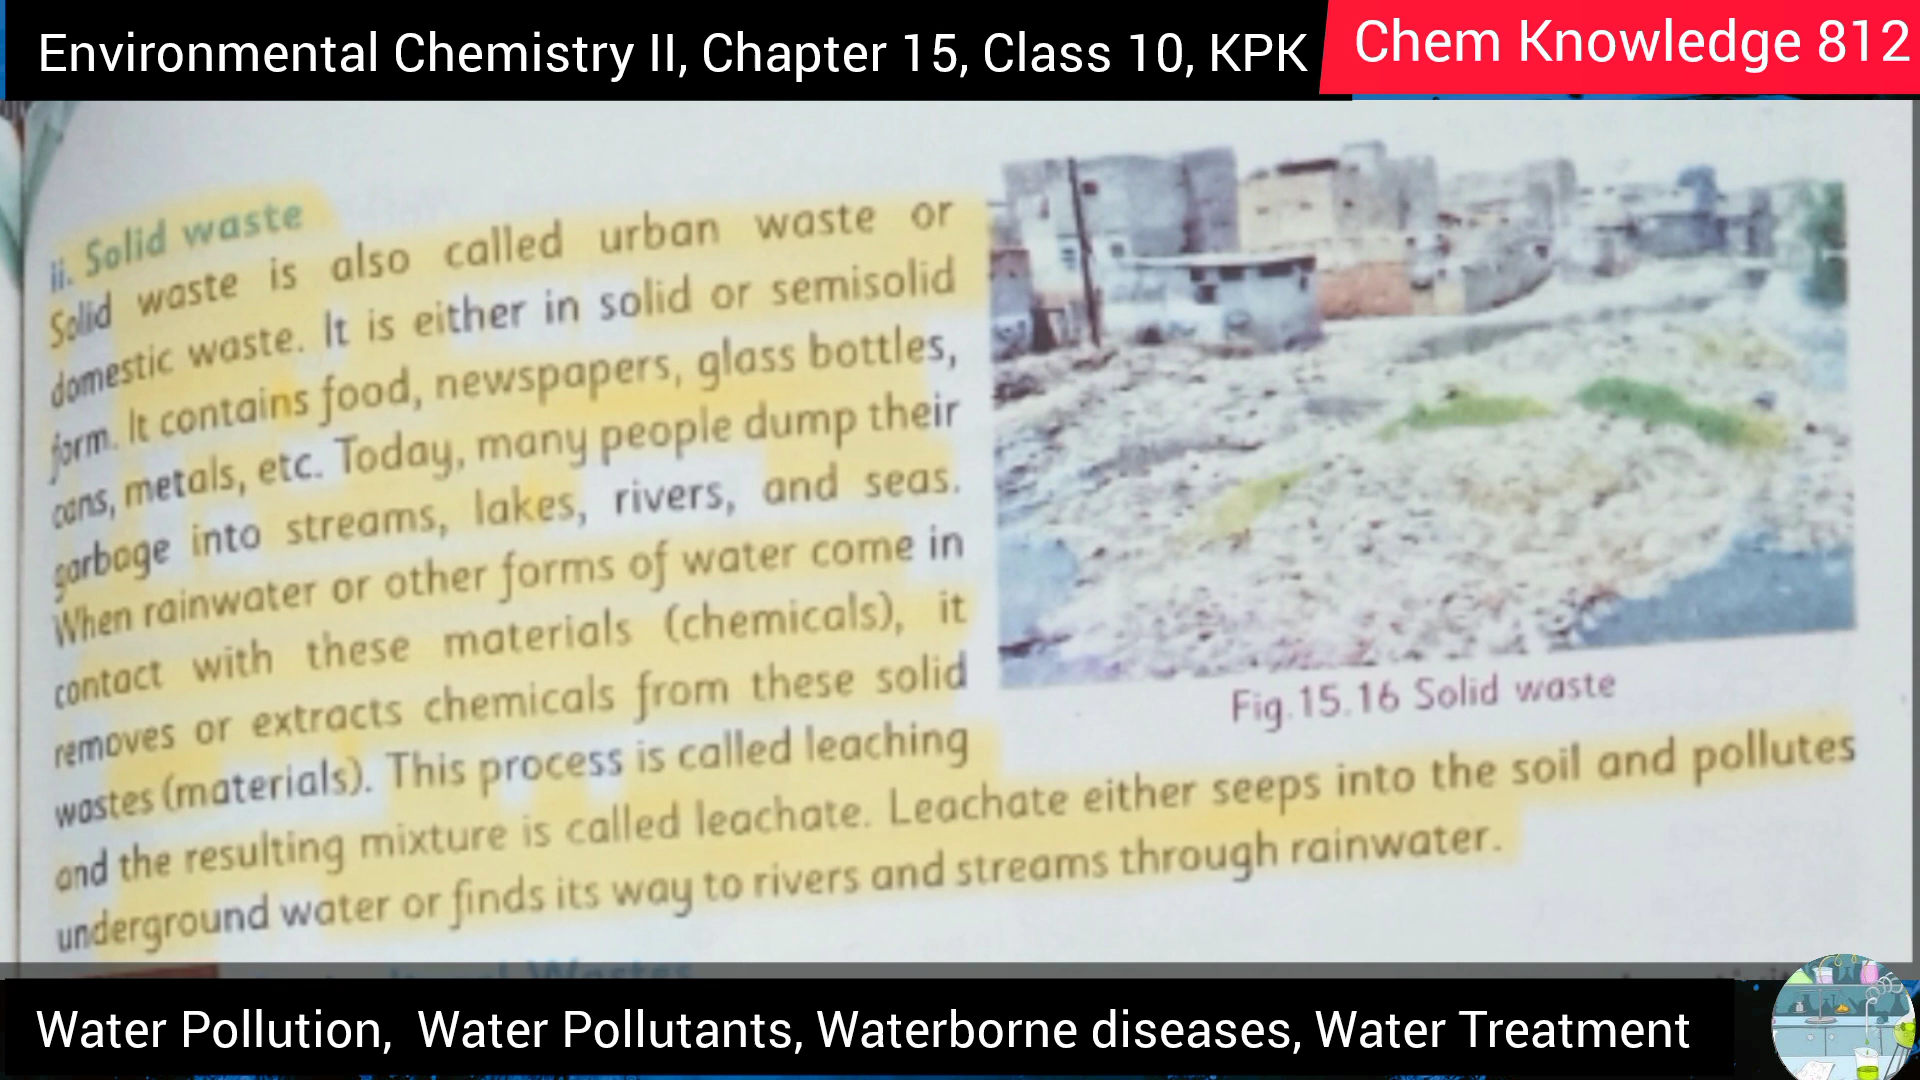 Environmental Chemistry II, Chapter 15, Class 10, KPK
Chem Knowledge 812
ii. Solid waste
Solid waste is also called urban waste or
domestic waste. It is either in solid or semisolid
form. It contains food, newspapers, glass bottles,
cans, metals, etc. Today, many people dump their
garbage into streams, lakes, rivers, and seas.
When rainwater or other forms of water come in
contact with these materials (chemicals), it
removes or extracts chemicals from these solid
wastes (materials). This process is called leaching
and the resulting mixture is called leachate. Leachate either seeps into the soil and pollutes
underground water or finds its way to rivers and streams through rainwater.
Fig.15.16 Solid waste
Wastes
Water Pollution, Water Pollutants, Waterborne diseases, Water Treatment